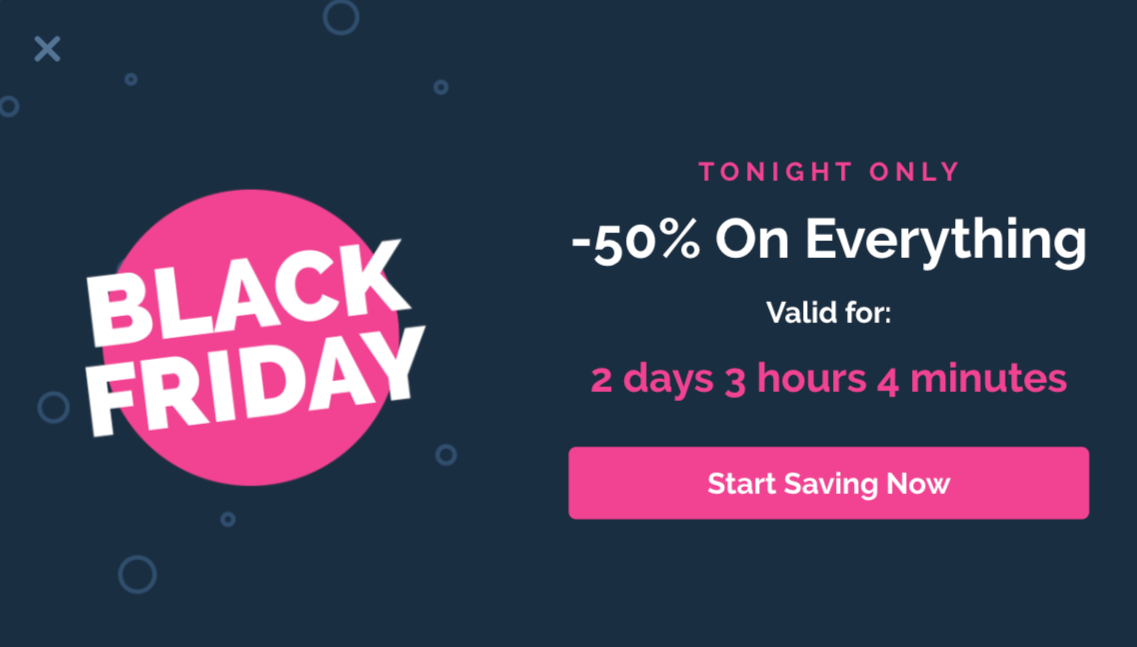 BLACK
FRIDAY
TONIGHT ONLY
-50% On Everything
Valid for:
2 days 3 hours 4 minutes
Start Saving Now